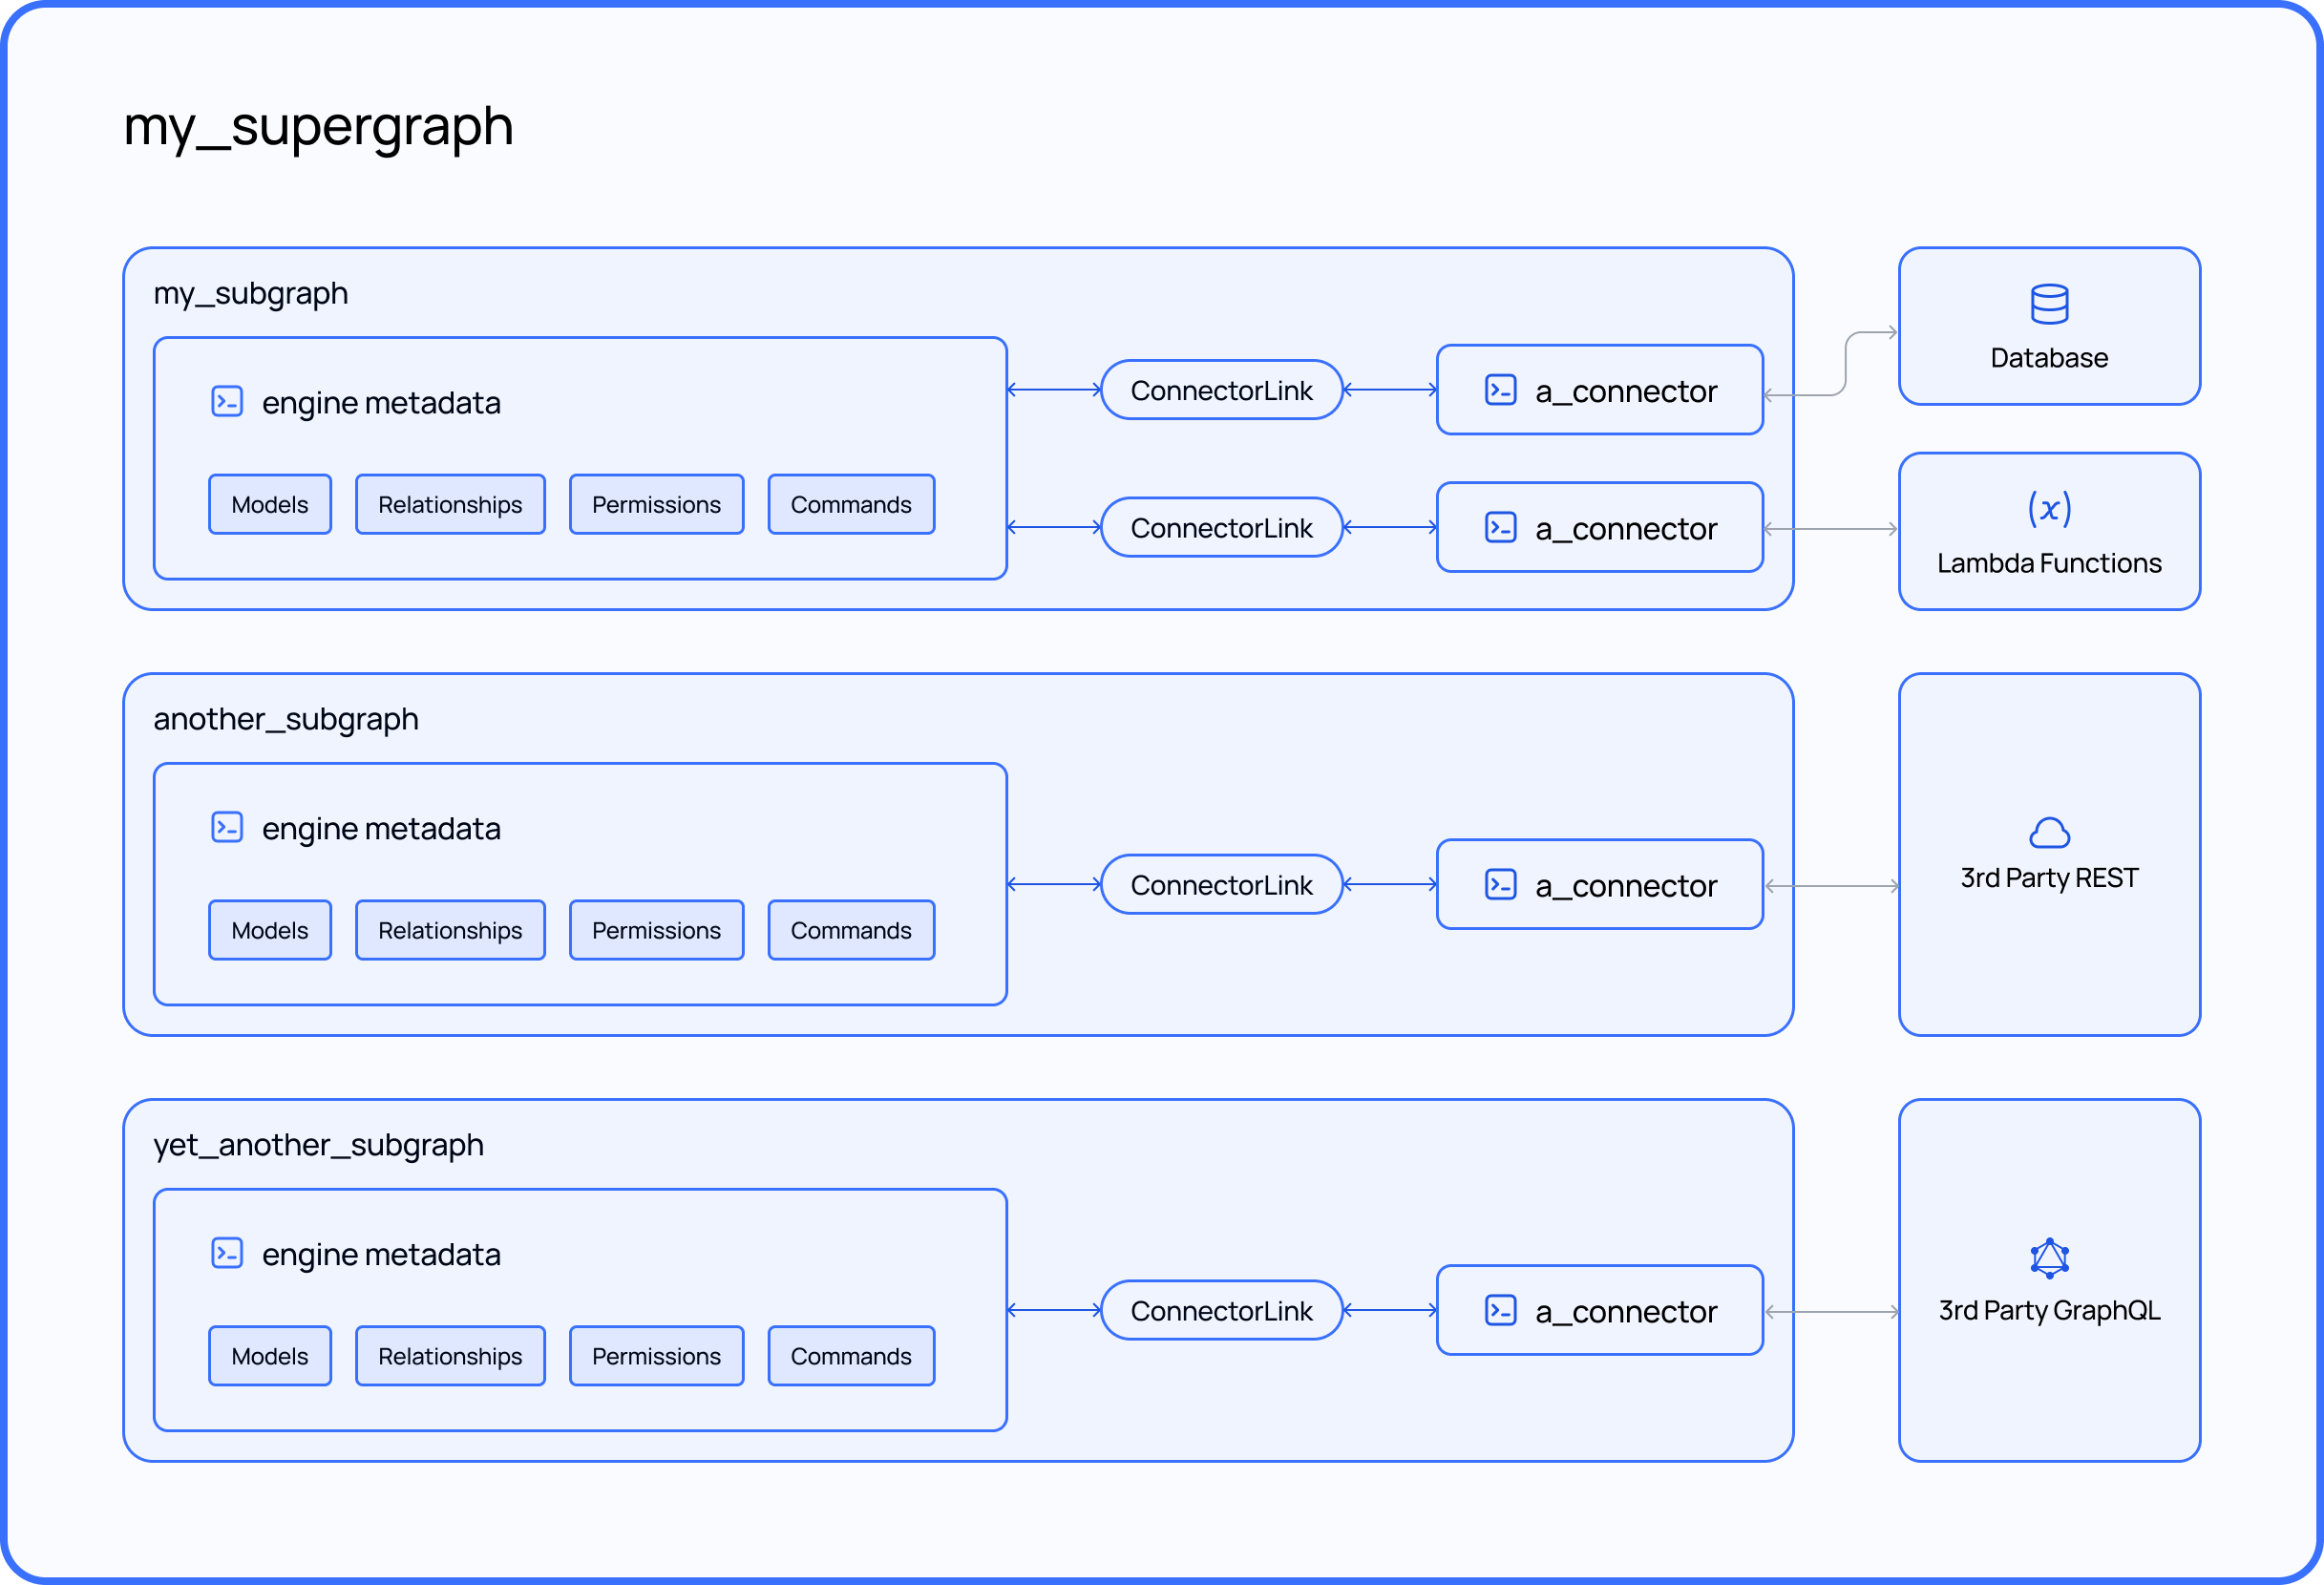 my_supergraph
my_subgraph
engine metadata
Models
Relationships
Permissions
Commands
ConnectorLink
a_connector
Database
ConnectorLink
a_connector
(x)
Lambda Functions
another_subgraph
engine metadata
Models
Relationships
Permissions
Commands
ConnectorLink
a_connector
3rd Party REST
yet_another_subgraph
engine metadata
Models
Relationships
Permissions
Commands
ConnectorLink
a_connector
3rd Party GraphQL